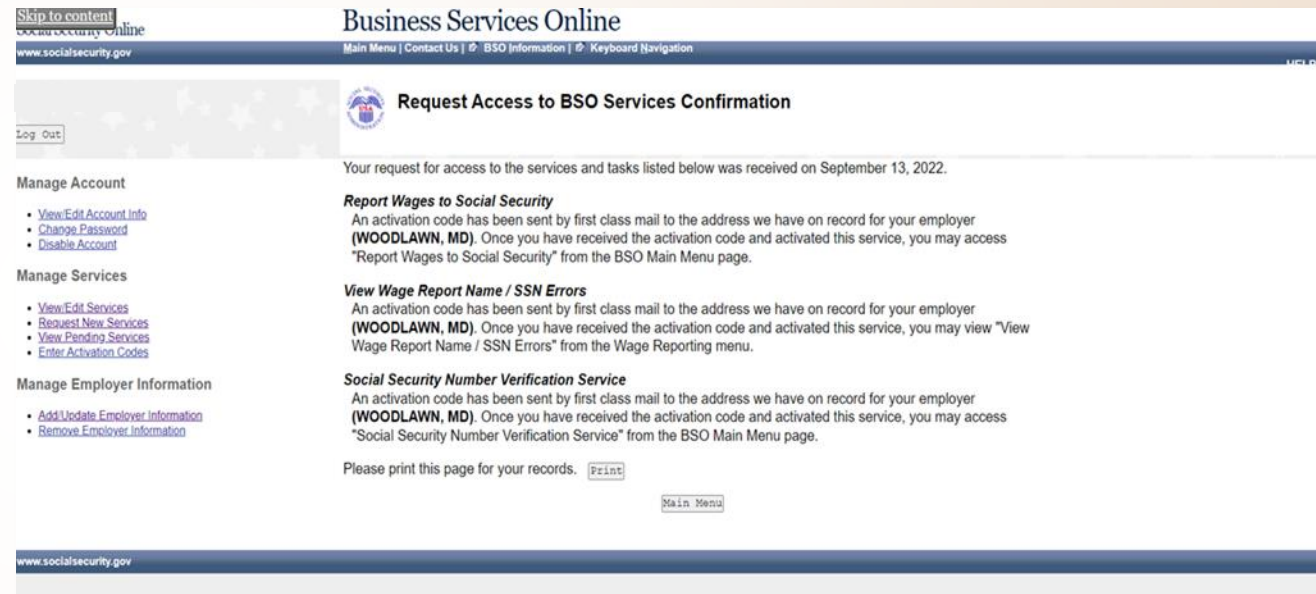 Skip to content
Social Security Online
Business Services Online
www.socialsecurity.gov
Main Menu | Contact Us | BSO Information | Keyboard Navigation
HELP
Request Access to BSO Services Confirmation
Log Out
Your request for access to the services and tasks listed below was received on September 13, 2022.
Manage Account
View/Edit Account Info
Change Password
Disable Account
Manage Services
View/Edit Services
Request New Services
View Pending Services
Enter Activation Codes
Manage Employer Information
Add/Update Employer Information
Remove Employer Information
Report Wages to Social Security
An activation code has been sent by first class mail to the address we have on record for your employer
(WOODLAWN, MD). Once you have received the activation code and activated this service, you may access
"Report Wages to Social Security" from the BSO Main Menu page.
View Wage Report Name / SSN Errors
An activation code has been sent by first class mail to the address we have on record for your employer
(WOODLAWN, MD). Once you have received the activation code and activated this service, you may view "View
Wage Report Name / SSN Errors" from the Wage Reporting menu.
Social Security Number Verification Service
An activation code has been sent by first class mail to the address we have on record for your employer
(WOODLAWN, MD). Once you have received the activation code and activated this service, you may access
"Social Security Number Verification Service" from the BSO Main Menu page.
Please print this page for your records. Print
Main Menu
www.socialsecurity.gov